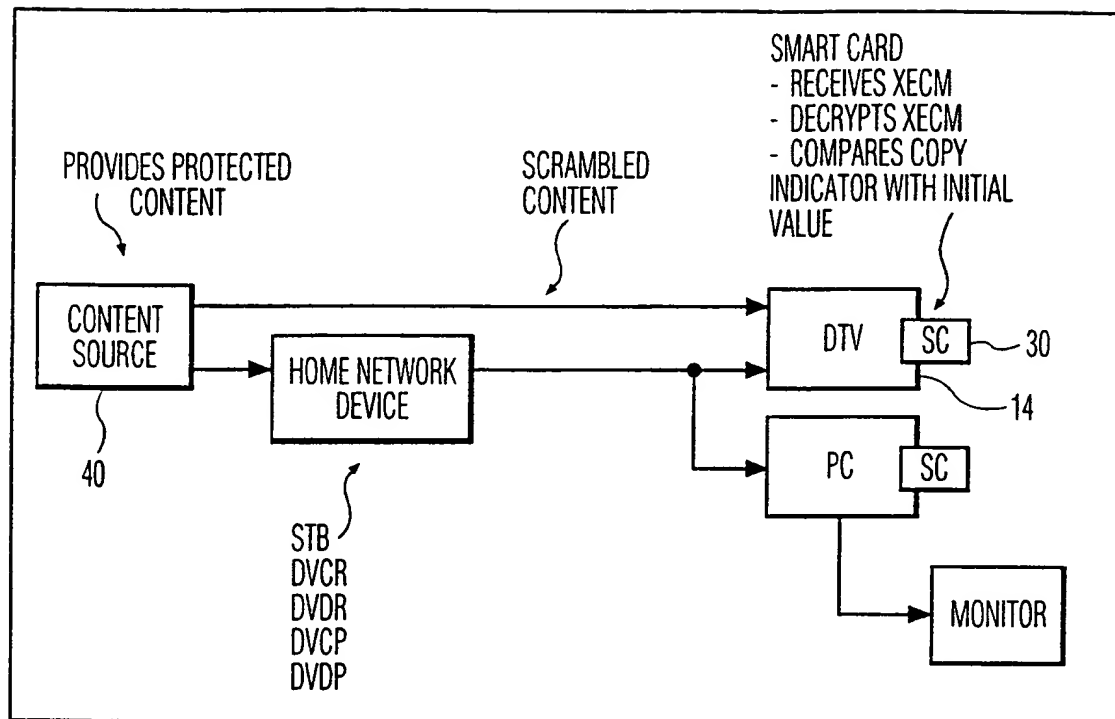 SMART CARD
- RECEIVES XECM
- DECRYPTS XECM
- COMPARES COPY
INDICATOR WITH INITIAL
VALUE
PROVIDES PROTECTED
CONTENT
SCRAMBLED
CONTENT
CONTENT
SOURCE
40
HOME NETWORK
DEVICE
DTV
SC
30
14
PC
SC
STB
DVCR
DVDR
DVCP
DVDP
MONITOR